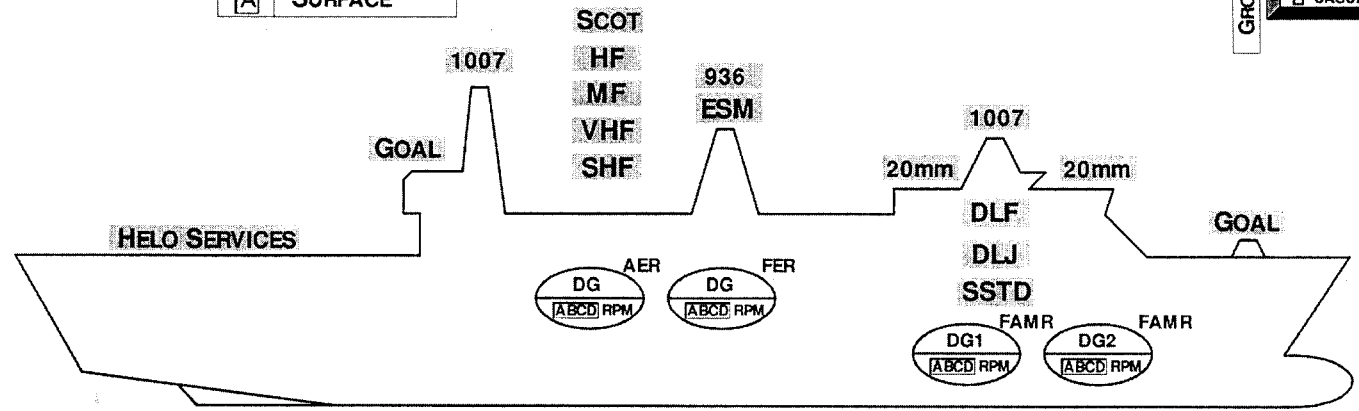 A SURFACE
SCOT
HF
MF
VHF
SHF
1007
GOAL
936
ESM
1007
20mm
20mm
DLF
DLJ
SSTD
GOAL
HELO SERVICES
AER
DG
ABCD RPM
FER
DG
ABCD RPM
FAMR
DG1
ABCD RPM
FAMR
DG2
ABCD RPM